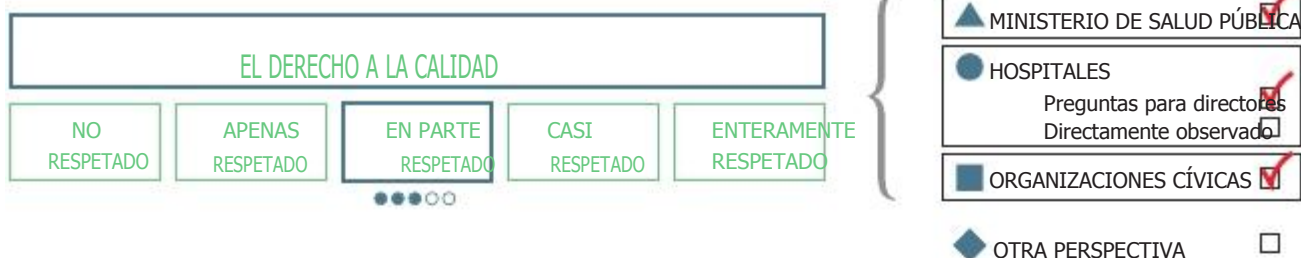 EL DERECHO A LA CALIDAD
NO
RESPETADO
APENAS
RESPETADO
EN PARTE
RESPETADO
CASI
RESPETADO
ENTERAMENTE
RESPETADO
MINISTERIO DE SALUD PÚBLICA
HOSPITALES
Preguntas para directores
Directamente observado
ORGANIZACIONES CÍVICAS
OTRA PERSPECTIVA